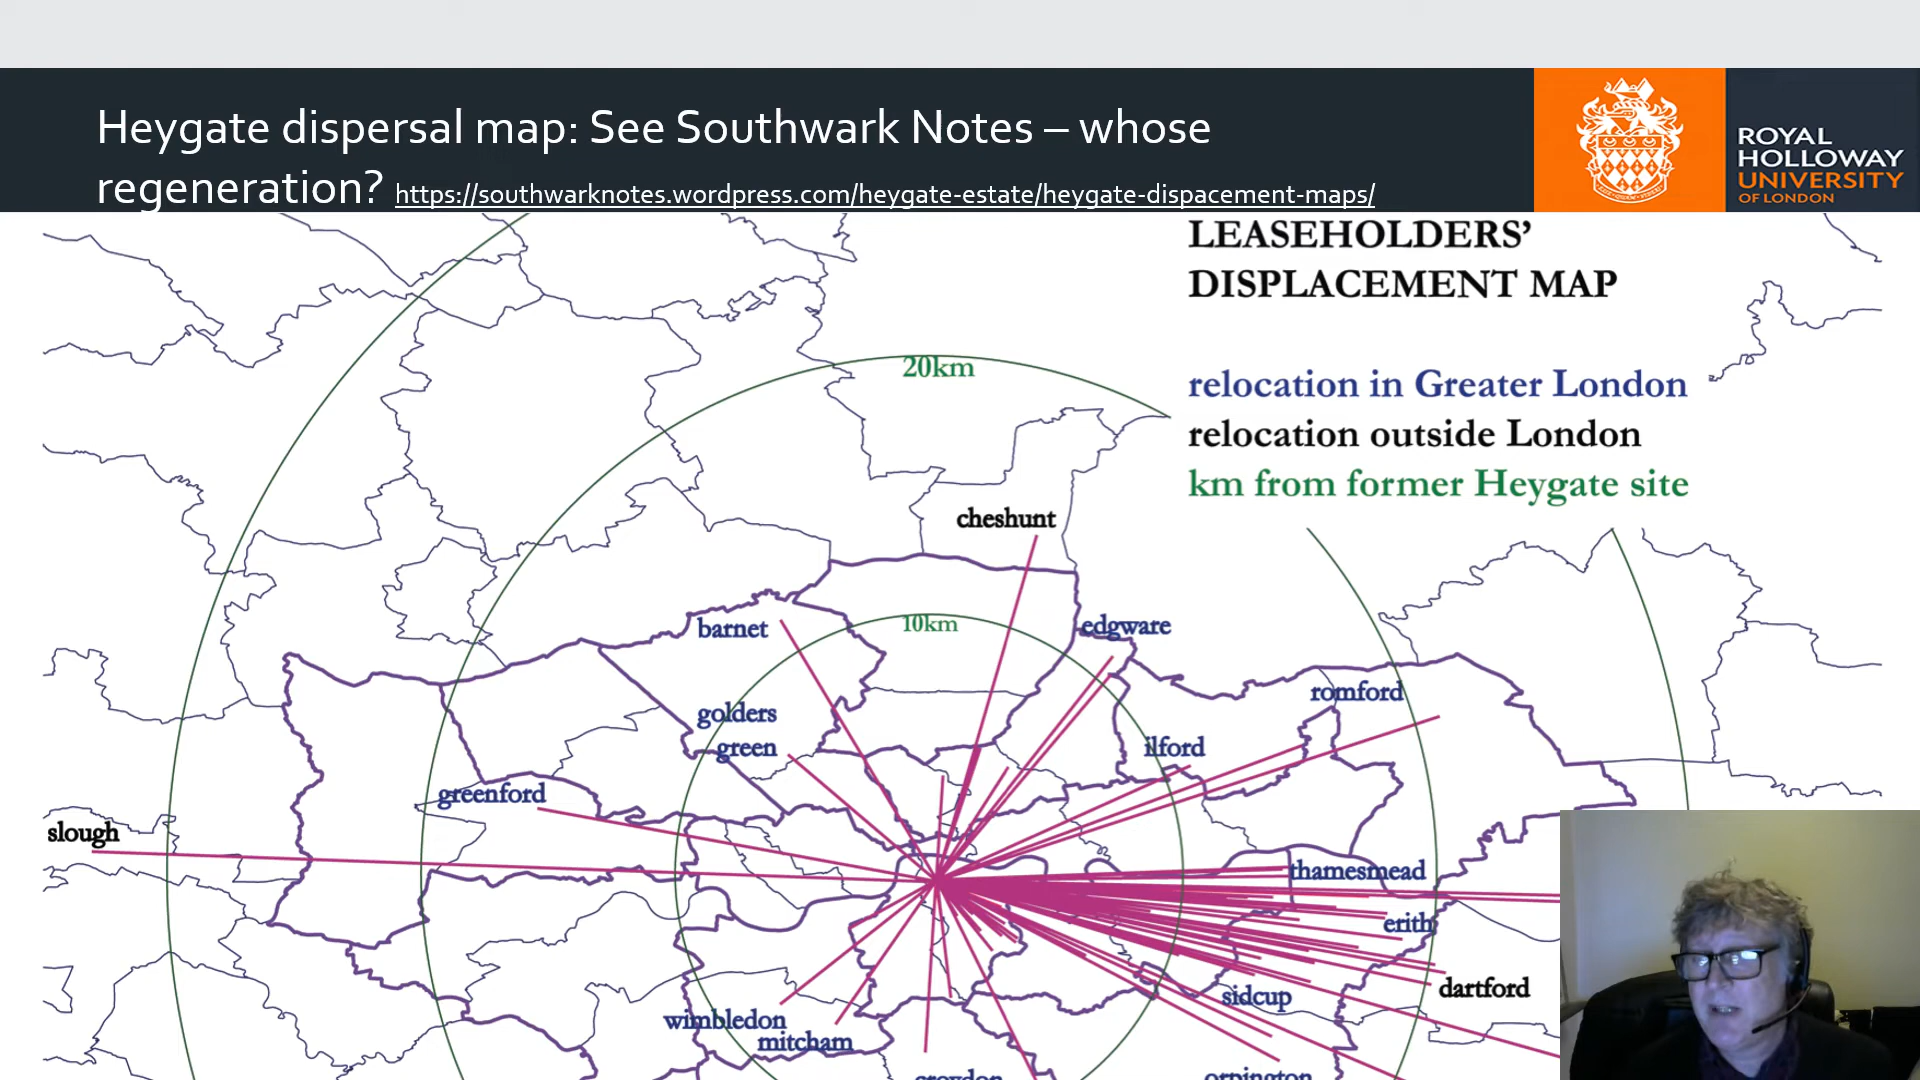 Heygate dispersal map: See Southwark Notes – whose
regeneration? https://southwarknotes.wordpress.com/heygate-estate/heygate-dispacement-maps/
ROYAL
HOLLOWAY
UNIVERSITY
OF LONDON
LEASEHOLDERS’
DISPLACEMENT MAP
relocation in Greater London
relocation outside London
km from former Heygate site
20km
cheshunt
10km
barnet
edgware
romford
golders
green
ilford
greenford
slough
thamesmead
erith
dartford
sidcup
wimbledon
mitcham
croydon
orpington